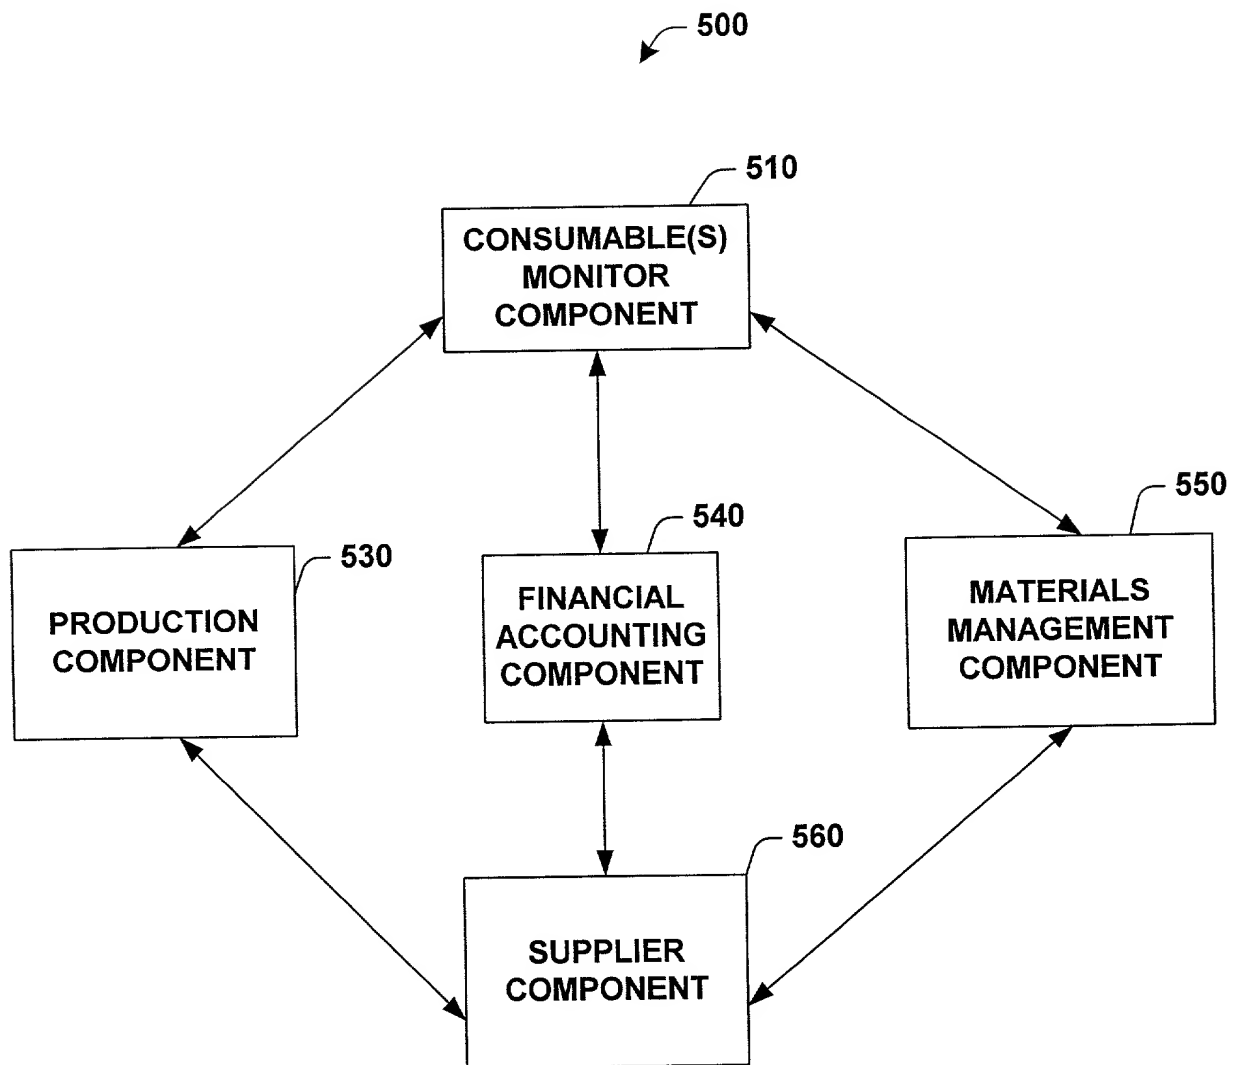 500
510
CONSUMABLE(S)
MONITOR
COMPONENT
550
540
530
FINANCIAL
ACCOUNTING
COMPONENT
MATERIALS
MANAGEMENT
COMPONENT
PRODUCTION
COMPONENT
560
SUPPLIER
COMPONENT